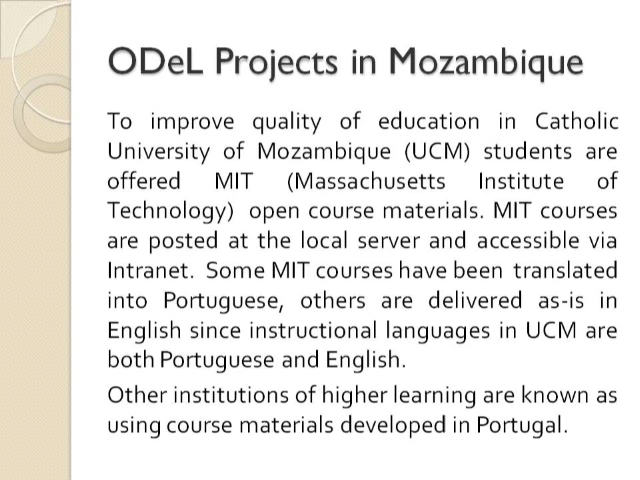 ODeL Projects in Mozambique
To improve quality of education in Catholic
University of Mozambique (UCM) students are
offered MIT (Massachusetts Institute of
Technology) open course materials. MIT courses
are posted at the local server and accessible via
Intranet. Some MIT courses have been translated
into Portuguese, others are delivered as-is in
English since instructional languages in UCM are
both Portuguese and English.
Other institutions of higher learning are known as
using course materials developed in Portugal.